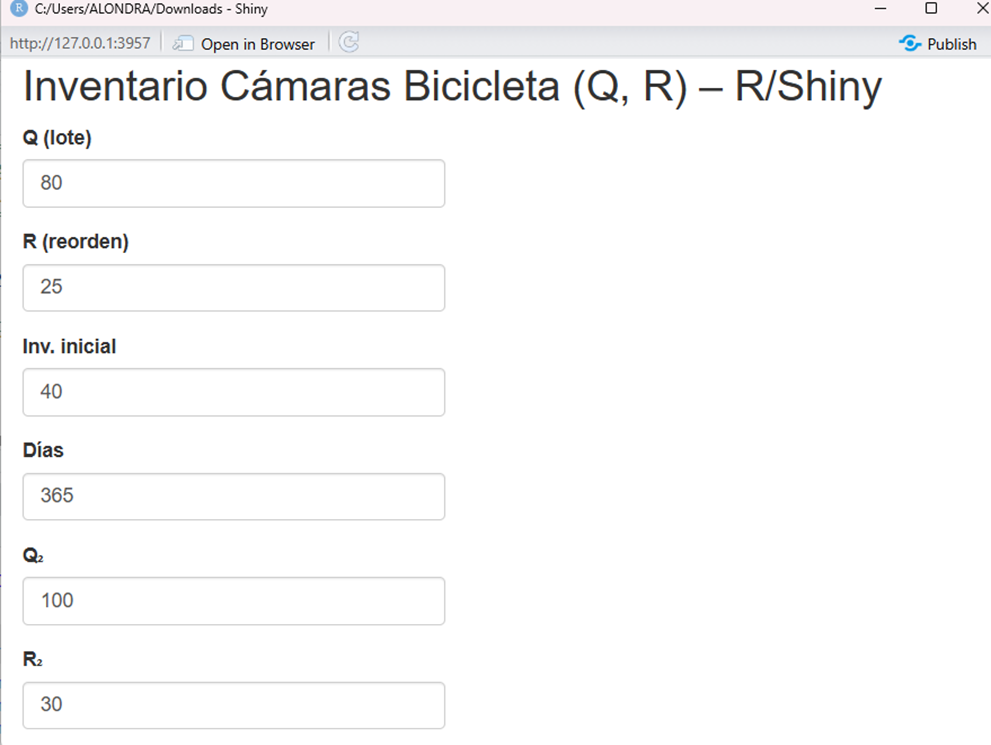 R C:/Users/ALONDRA/Downloads - Shiny
http://127.0.0.1:3957 Open in Browser Publish
Inventario Cámaras Bicicleta (Q, R) – R/Shiny
Q (lote)
80
R (reorden)
25
Inv. inicial
40
Días
365
Q₂
100
R₂
30